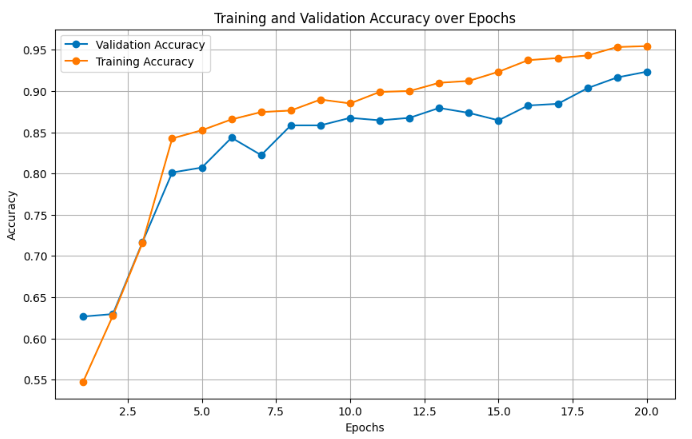 Training and Validation Accuracy over Epochs
Validation Accuracy
Training Accuracy
Accuracy
0.95
0.90
0.85
0.80
0.75
0.70
0.65
0.60
0.55
2.5 5.0 7.5 10.0 12.5 15.0 17.5 20.0
Epochs